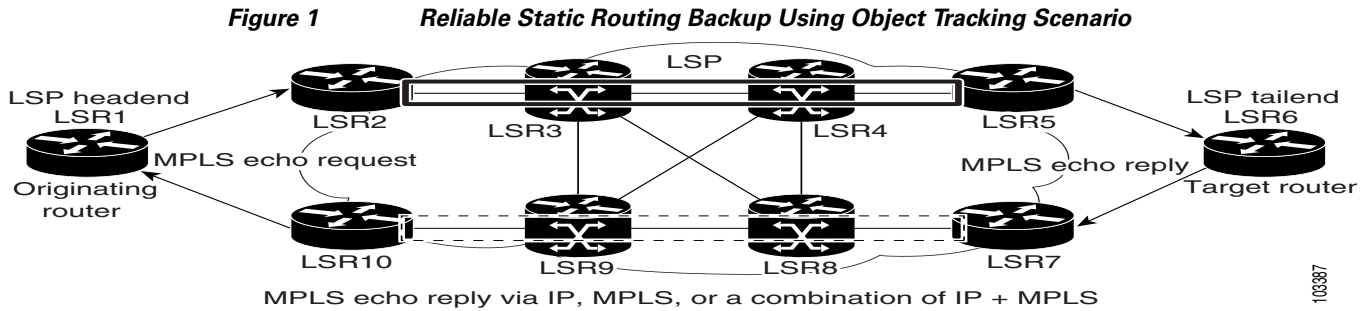 Figure 1 Reliable Static Routing Backup Using Object Tracking Scenario
LSP
LSP headend
LSR1
LSR2
LSR3
LSR4
LSR5
LSP tailend
LSR6
MPLS echo request
MPLS echo reply
Originating
router
Target router
LSR10
LSR9
LSR8
LSR7
MPLS echo reply via IP, MPLS, or a combination of IP + MPLS
103387